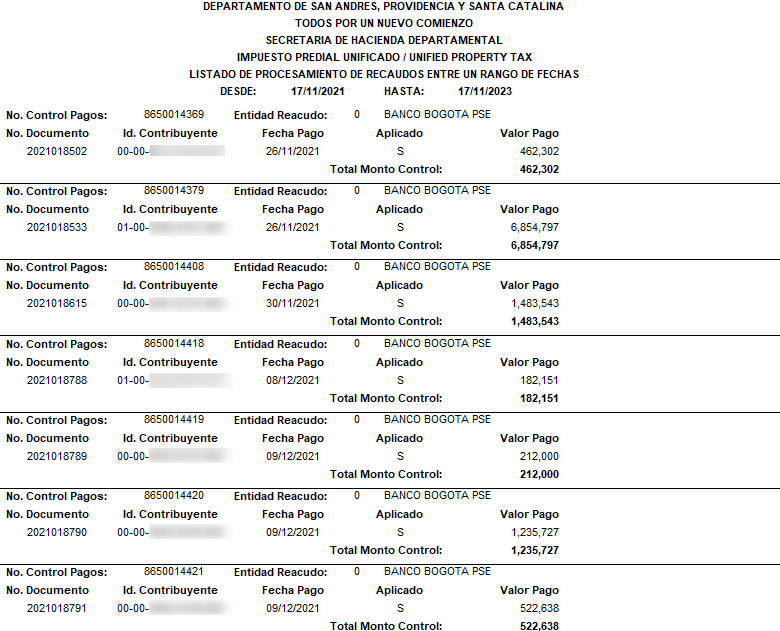 DEPARTAMENTO DE SAN ANDRES, PROVIDENCIA Y SANTA CATALINA
TODOS POR UN NUEVO COMIENZO
SECRETARIA DE HACIENDA DEPARTAMENTAL
IMPUESTO PREDIAL UNIFICADO / UNIFIED PROPERTY TAX
LISTADO DE PROCESAMIENTO DE RECAUDOS ENTRE UN RANGO DE FECHAS
DESDE: 17/11/2021 HASTA: 17/11/2023
No. Control Pagos: 8650014369 Entidad Reacudo: 0 BANCO BOGOTA PSE
No. Documento Id. Contribuyente Fecha Pago Aplicado Valor Pago
2021018502 00-00- 26/11/2021 S 462,302
Total Monto Control: 462,302
No. Control Pagos: 8650014379 Entidad Reacudo: 0 BANCO BOGOTA PSE
No. Documento Id. Contribuyente Fecha Pago Aplicado Valor Pago
2021018533 01-00- 26/11/2021 S 6,854,797
Total Monto Control: 6,854,797
No. Control Pagos: 8650014408 Entidad Reacudo: 0 BANCO BOGOTA PSE
No. Documento Id. Contribuyente Fecha Pago Aplicado Valor Pago
2021018615 00-00- 30/11/2021 S 1,483,543
Total Monto Control: 1,483,543
No. Control Pagos: 8650014418 Entidad Reacudo: 0 BANCO BOGOTA PSE
No. Documento Id. Contribuyente Fecha Pago Aplicado Valor Pago
2021018788 01-00- 08/12/2021 S 182,151
Total Monto Control: 182,151
No. Control Pagos: 8650014419 Entidad Reacudo: 0 BANCO BOGOTA PSE
No. Documento Id. Contribuyente Fecha Pago Aplicado Valor Pago
2021018789 00-00- 09/12/2021 S 212,000
Total Monto Control: 212,000
No. Control Pagos: 8650014420 Entidad Reacudo: 0 BANCO BOGOTA PSE
No. Documento Id. Contribuyente Fecha Pago Aplicado Valor Pago
2021018790 00-00- 09/12/2021 S 1,235,727
Total Monto Control: 1,235,727
No. Control Pagos: 8650014421 Entidad Reacudo: 0 BANCO BOGOTA PSE
No. Documento Id. Contribuyente Fecha Pago Aplicado Valor Pago
2021018791 00-00- 09/12/2021 S 522,638
Total Monto Control: 522,638